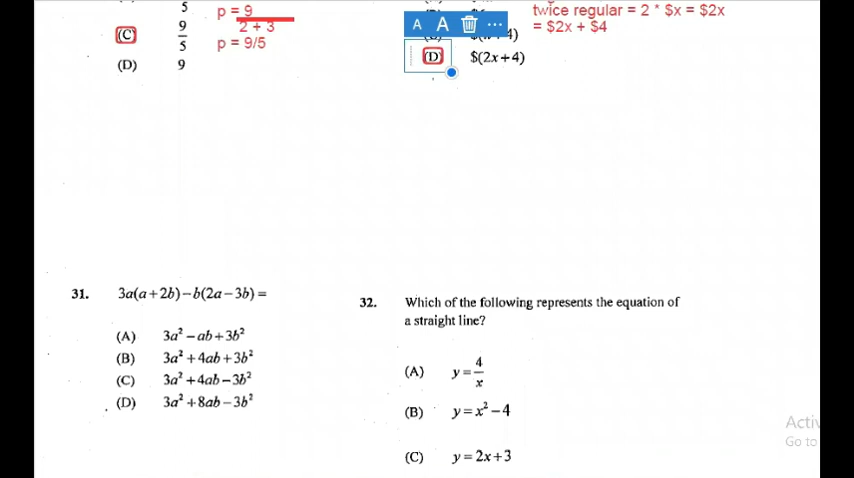 5
(C) 9
5
(D) 9
p = 9
2 + 3
p = 9/5
A A ...
4)
(D) $(2x+4)
twice regular = 2 * $x = $2x
= $2x + $4
31. 3a(a+2b)–b(2a–3b)=
(A) 3a²–ab+3b²
(B) 3a²+4ab+3b²
(C) 3a²+4ab–3b²
(D) 3a²+8ab–3b²
32. Which of the following represents the equation of
a straight line?
(A) y=4/x
(B) y=x²–4
(C) y=2x+3
Activ
Go to